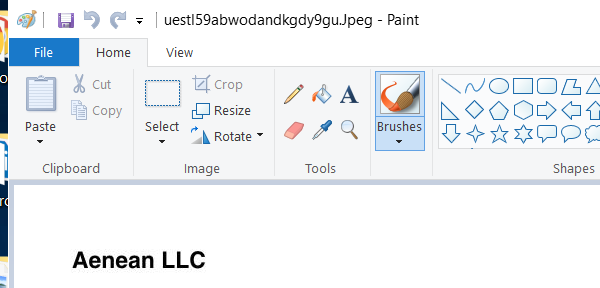 uestl59abwodandkgdy9gu.Jpeg - Paint
File Home View
Paste
Cut
Copy
Clipboard
Select
Crop
Resize
Rotate
Image
A
Tools
Brushes
Shapes
Aenean LLC